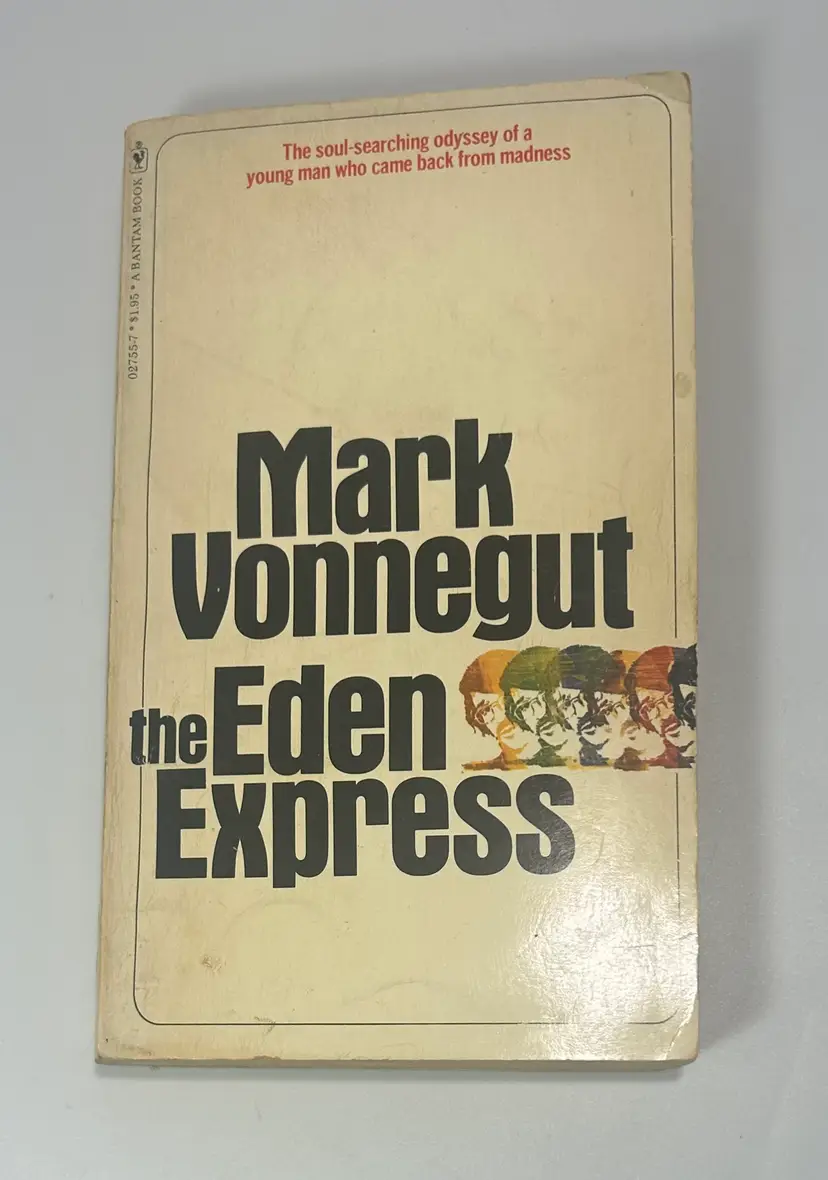 The soul-searching odyssey of a
young man who came back from madness
02755-7 • $1.95 • A BANTAM BOOK
Mark
Vonnegut
the Eden
Express